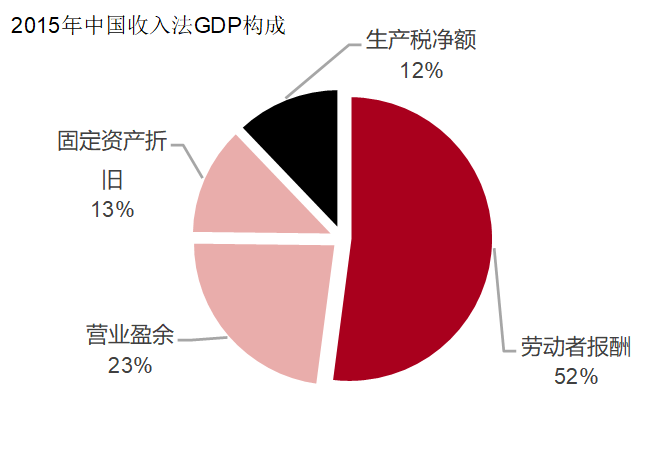 2015年中国收入法GDP构成
生产税净额
12%
固定资产折
旧
13%
营业盈余
23%
劳动者报酬
52%